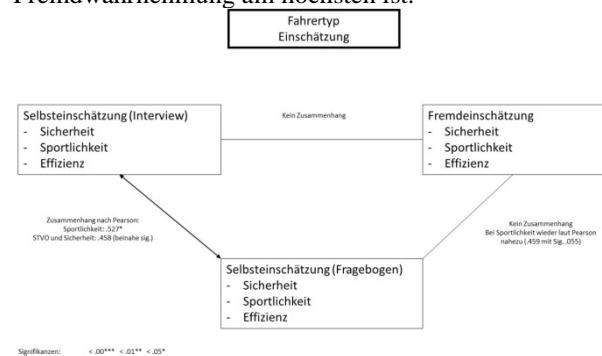 Fremdwahrnehmung am höchsten ist.
Fahrertyp
Einschätzung
Selbsteinschätzung (Interview)
- Sicherheit
- Sportlichkeit
- Effizienz
Kein Zusammenhang
Fremdeinschätzung
- Sicherheit
- Sportlichkeit
- Effizienz
Zusammenhang nach Pearson:
Sportlichkeit: .527*
STVO und Sicherheit: .458 (beinahe sig.)
Kein Zusammenhang
Bei Sportlichkeit wieder laut Pearson
nahezu (.459 mit Sig. .055)
Selbsteinschätzung (Fragebogen)
- Sicherheit
- Sportlichkeit
- Effizienz
Signifikanzen: < .00*** < .01** < .05*